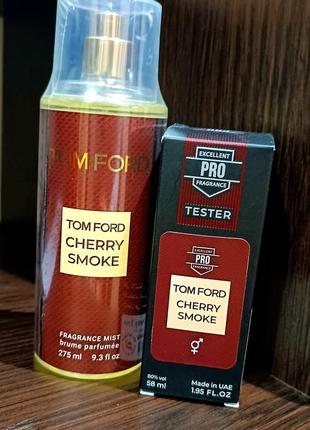 TOM FORD
TOM FORD
CHERRY
SMOKE
FRAGRANCE MIST
brume parfumée
275 ml 9.3 fl oz
EXCELLENT
PRO
FRAGRANCE
TESTER
EXCELLENT
PRO
FRAGRANCE
TOM FORD
CHERRY
SMOKE
80% vol
58 ml
Made in UAE
1.95 FL.OZ